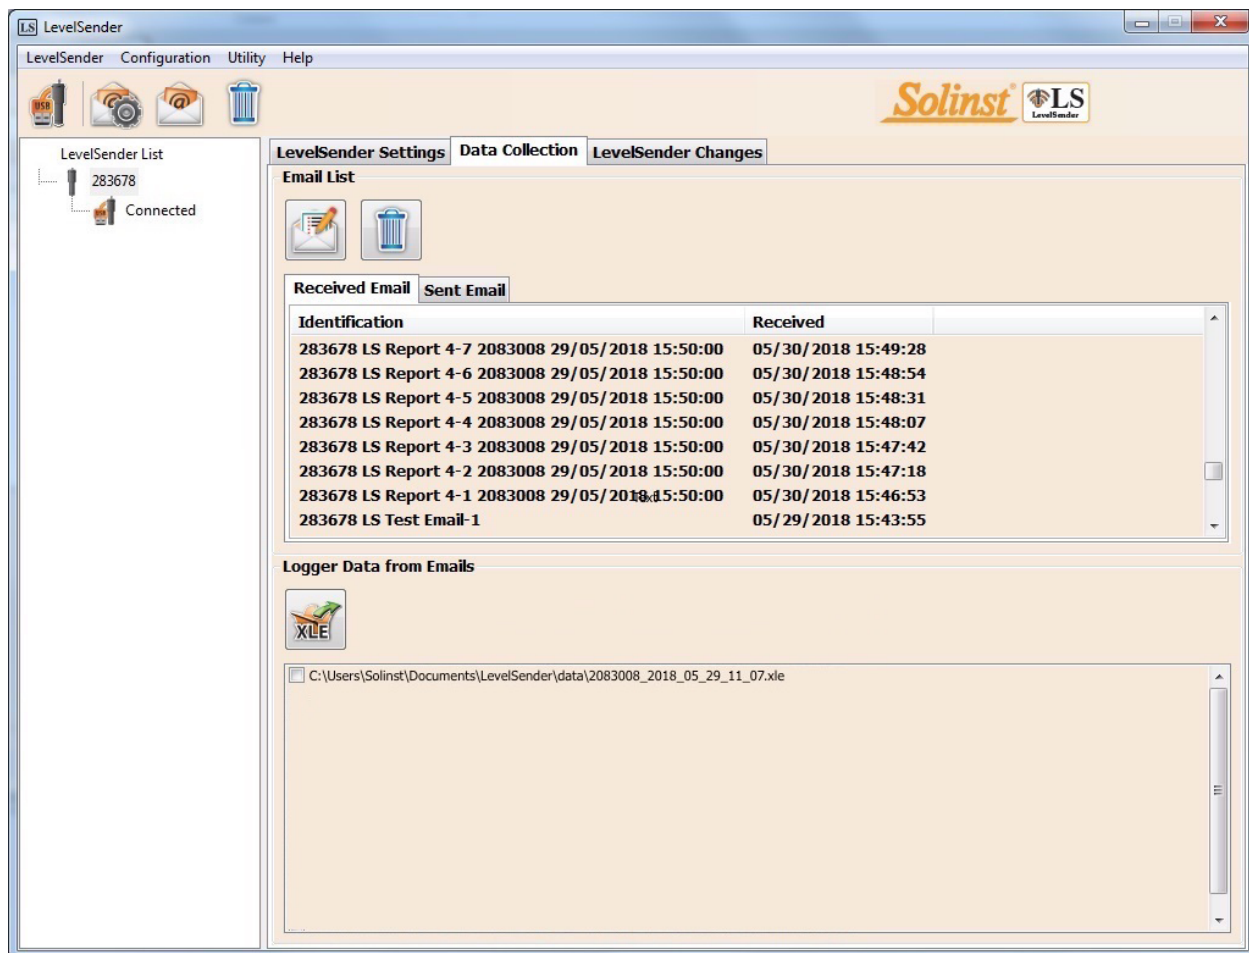 LS LevelSender
LevelSender Configuration Utility Help
USB @ @ Solinst LS LevelSender
LevelSender List
283678
Connected
LevelSender Settings Data Collection LevelSender Changes
Email List
Received Email Sent Email
Identification Received
283678 LS Report 4-7 2083008 29/05/2018 15:50:00 05/30/2018 15:49:28
283678 LS Report 4-6 2083008 29/05/2018 15:50:00 05/30/2018 15:48:54
283678 LS Report 4-5 2083008 29/05/2018 15:50:00 05/30/2018 15:48:31
283678 LS Report 4-4 2083008 29/05/2018 15:50:00 05/30/2018 15:48:07
283678 LS Report 4-3 2083008 29/05/2018 15:50:00 05/30/2018 15:47:42
283678 LS Report 4-2 2083008 29/05/2018 15:50:00 05/30/2018 15:47:18
283678 LS Report 4-1 2083008 29/05/2018 15:50:00 05/30/2018 15:46:53
Text
283678 LS Test Email-1 05/29/2018 15:43:55
Logger Data from Emails
XLE
C:\Users\Solinst\Documents\LevelSender\data\2083008_2018_05_29_11_07.xle